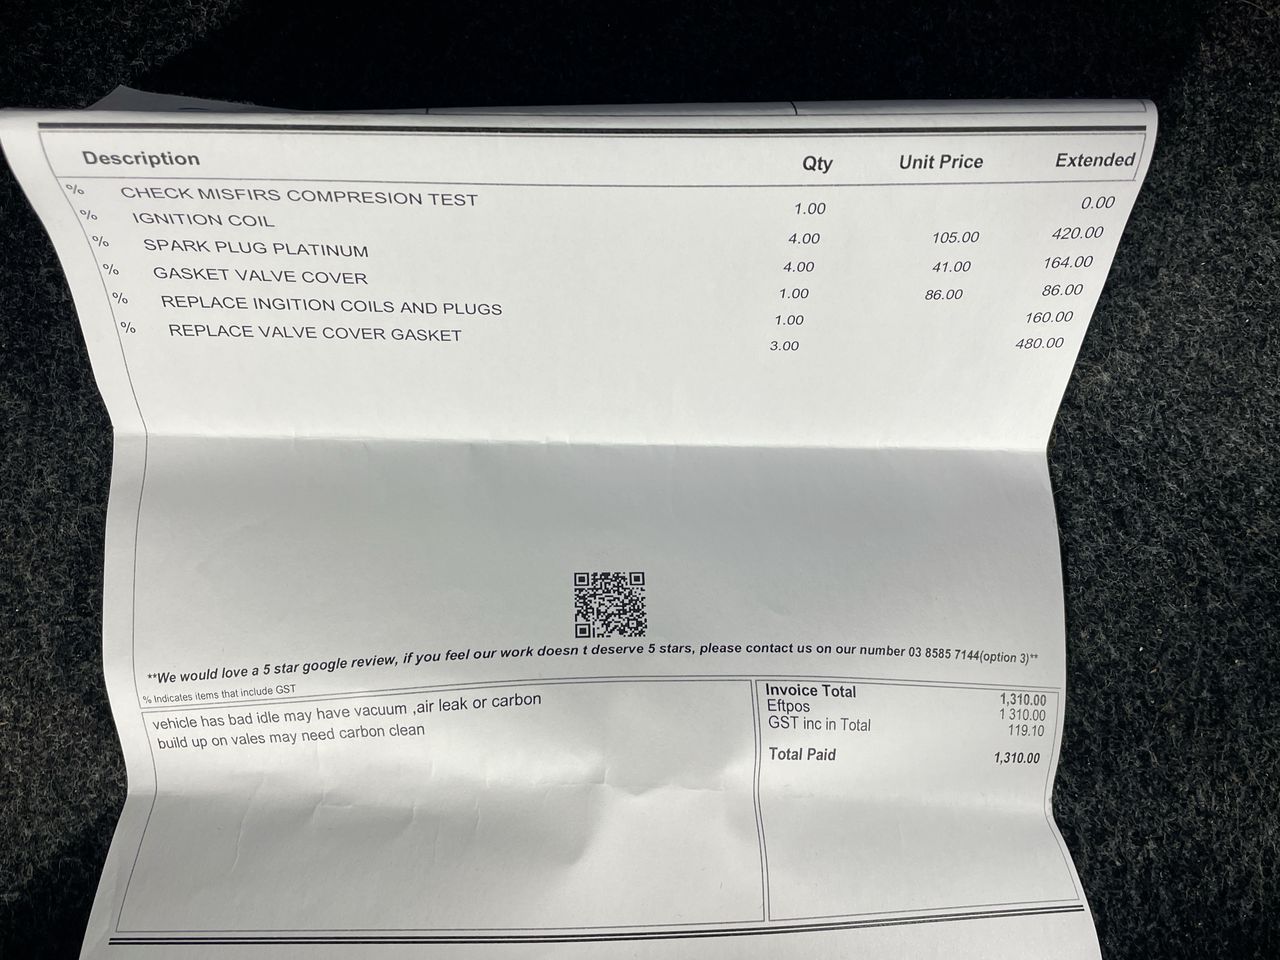 Description Qty Unit Price Extended
% CHECK MISFIRS COMPRESION TEST 1.00 0.00
% IGNITION COIL 4.00 105.00 420.00
% SPARK PLUG PLATINUM 4.00 41.00 164.00
% GASKET VALVE COVER 1.00 86.00 86.00
% REPLACE INGITION COILS AND PLUGS 1.00 160.00
% REPLACE VALVE COVER GASKET 3.00 480.00
**We would love a 5 star google review, if you feel our work doesn t deserve 5 stars, please contact us on our number 03 8585 7144(option 3)**
% Indicates items that include GST
vehicle has bad idle may have vacuum ,air leak or carbon
build up on vales may need carbon clean
Invoice Total 1,310.00
Eftpos 1 310.00
GST inc in Total 119.10
Total Paid 1,310.00